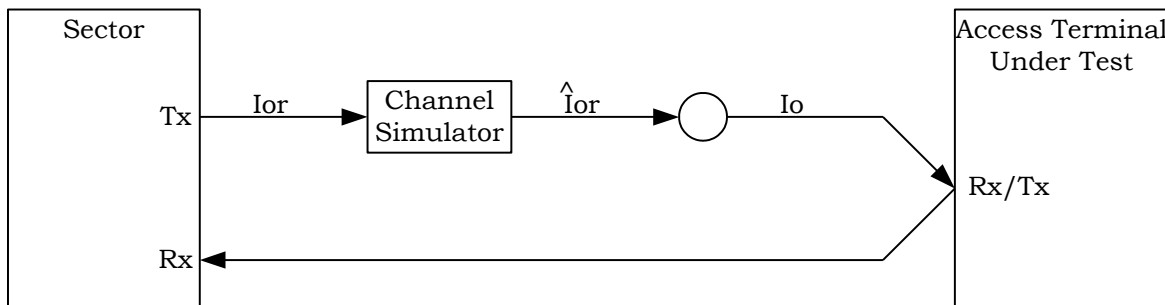 Sector
Access Terminal
Under Test
Tx
Ior
Channel
Simulator
Îor
Io
Rx/Tx
Rx